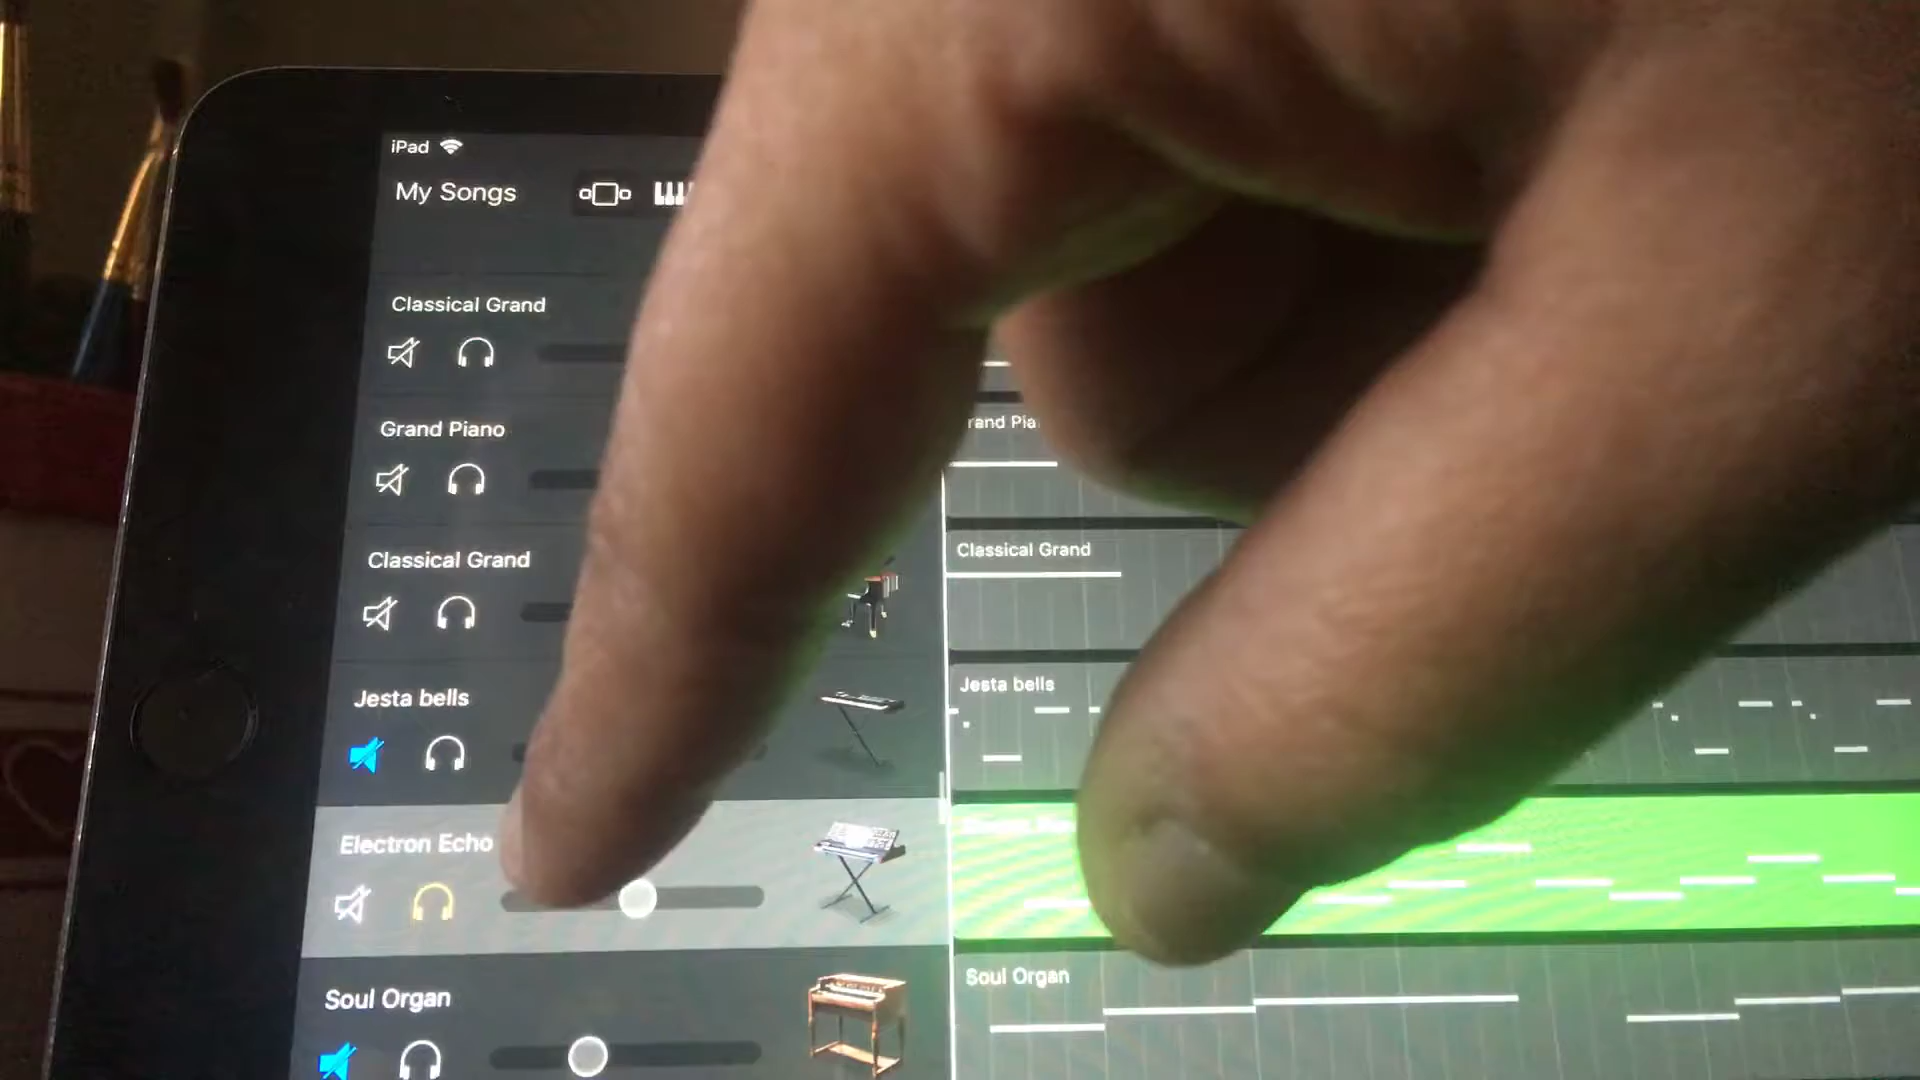 iPad
My Songs
Classical Grand
Grand Piano
rand Pia
Classical Grand
Classical Grand
Jesta bells
Jesta bells
Electron Echo
Soul Organ
Soul Organ